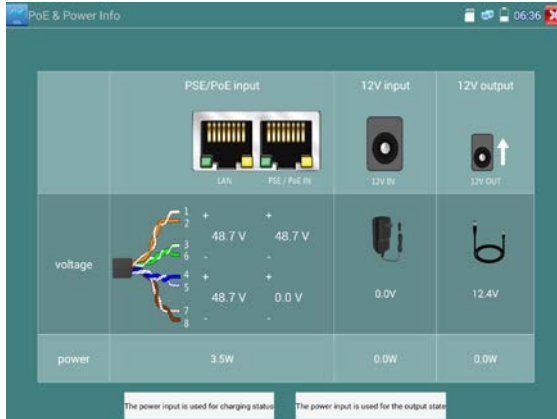 PoE & Power Info 06:36
PSE/PoE input 12V input 12V output
LAN PSE / PoE IN 12V IN 12V OUT
1 + +
2
48.7 V 48.7 V
3
6 - -
voltage
4 + +
5
48.7 V 0.0 V 0.0V 12.4V
7
8 - -
power 3.5W 0.0W 0.0W
The power input is used for charging status The power input is used for the output state